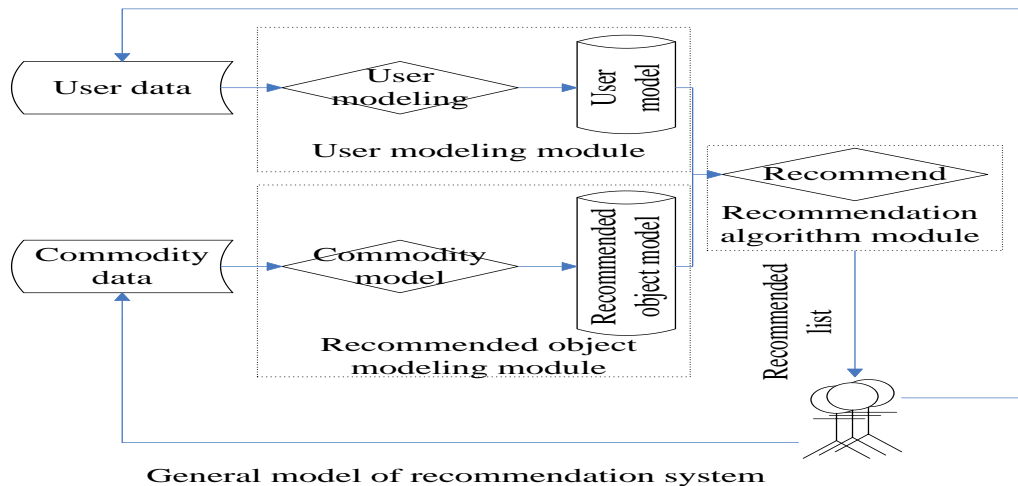 User data
User
modeling
User
model
User modeling module
Recommend
Recommendation
algorithm module
Commodity
data
Commodity
model
Recommended
object model
Recommended object
modeling module
Recommended
list
General model of recommendation system